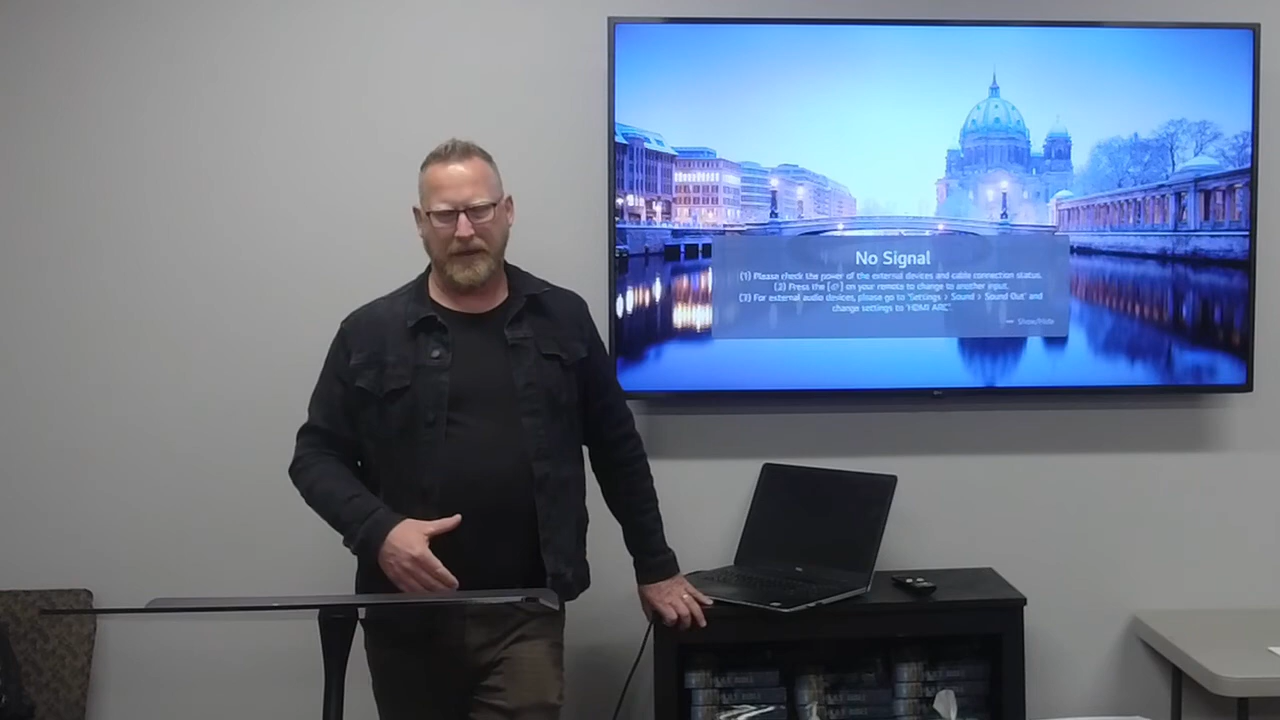 No Signal
(1) Please check the power of the external devices and cable connection status.
(2) Press the [ ] on your remote to change to another input.
(3) For external audio devices, please go to 'Settings > Sound > Sound Out' and
change settings to 'HDMI ARC'.
Show/Hide
LG
BIBLE